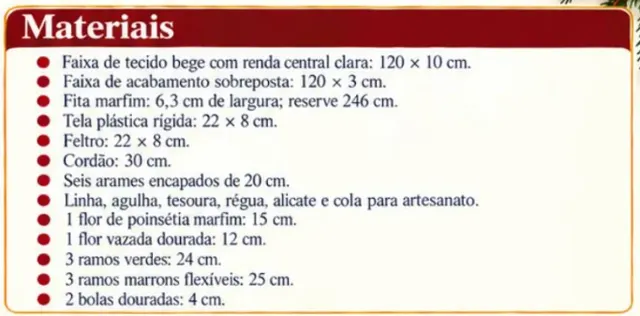 Materiais
Faixa de tecido bege com renda central clara: 120 × 10 cm.
Faixa de acabamento sobreposta: 120 × 3 cm.
Fita marfim: 6,3 cm de largura; reserve 246 cm.
Tela plástica rígida: 22 × 8 cm.
Feltro: 22 × 8 cm.
Cordão: 30 cm.
Seis arames encapados de 20 cm.
Linha, agulha, tesoura, régua, alicate e cola para artesanato.
1 flor de poinsétia marfim: 15 cm.
1 flor vazada dourada: 12 cm.
3 ramos verdes: 24 cm.
3 ramos marrons flexíveis: 25 cm.
2 bolas douradas: 4 cm.